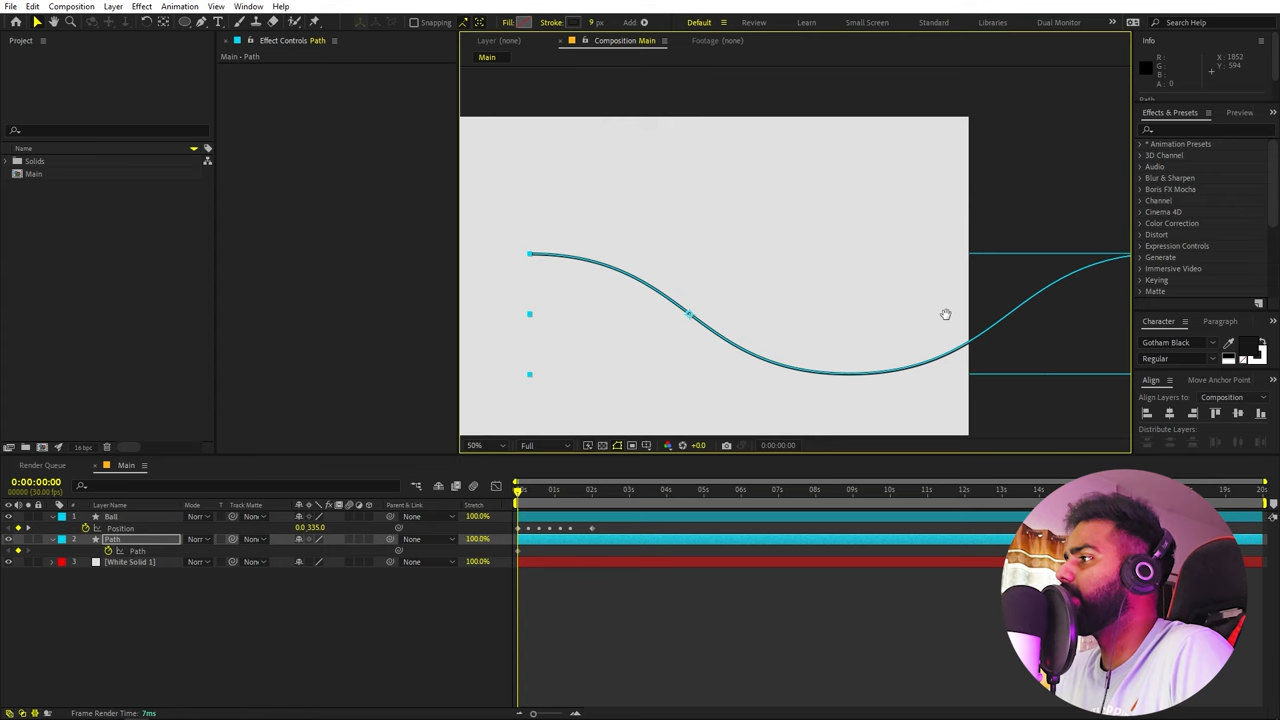 File Edit Composition Layer Effect Animation View Window Help
Snapping Fill: Stroke: 9 px Add: Default Review Learn Small Screen Standard Libraries Dual Monitor Search Help
Project
Effect Controls Path
Layer (none) Composition Main Footage (none)
Info
Main • Path
Main
R:
G:
B:
A: 0
X: 1852
Y: 594
Path
Effects & Presets Preview
Name
Solids
Main
* Animation Presets
3D Channel
Audio
Blur & Sharpen
Boris FX Mocha
Channel
Cinema 4D
Color Correction
Distort
Expression Controls
Generate
Immersive Video
Keying
Matte
Character Paragraph
Gotham Black
Regular
Align Move Anchor Point
Align Layers to: Composition
Distribute Layers:
16 bpc
50% Full +0.0 0:00:00:00
Render Queue Main
0:00:00:00
00000 (30.00 fps)
# Layer Name Mode T Track Matte Parent & Link Stretch
01s 02s 03s 04s 05s 06s 07s 08s 09s 10s 11s 12s 13s 14s 19s 20s
1 Ball Norr None None 100.0%
Position 0.0,335.0
2 Path Norr None None 100.0%
Path
3 [White Solid 1] Norr None None 100.0%
Frame Render Time: 7ms